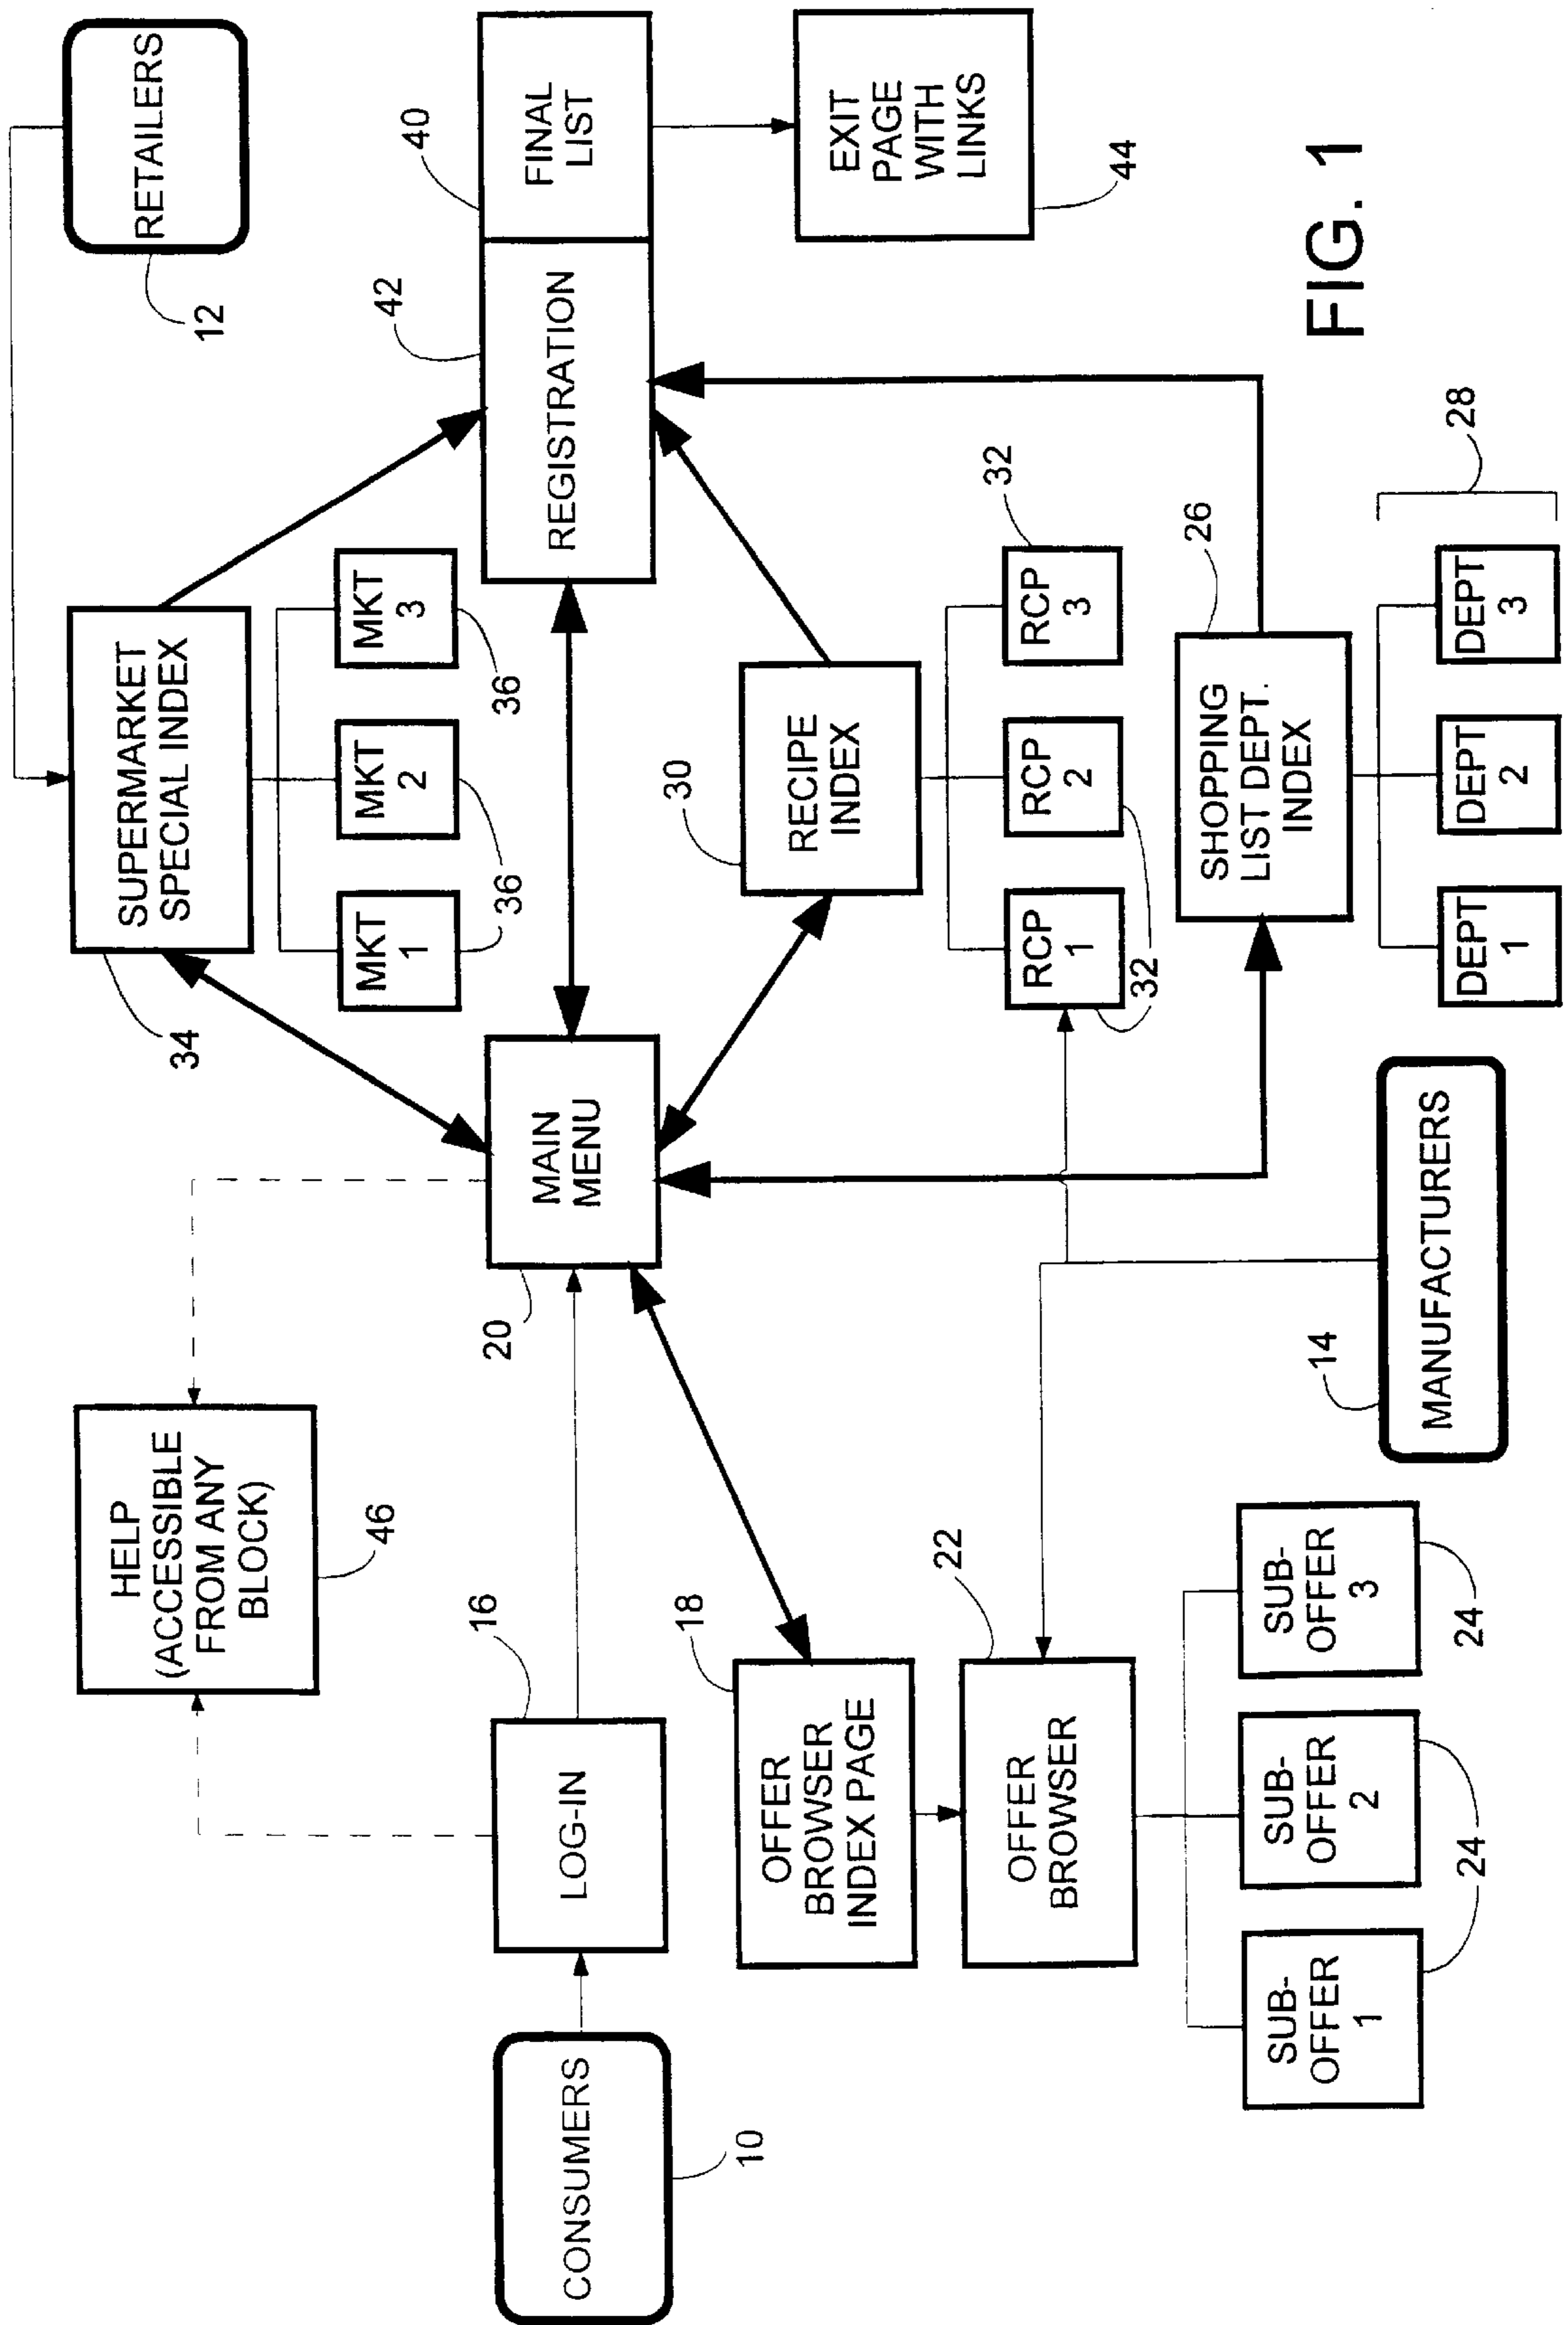 RETAILERS
12
SUPERMARKET
SPECIAL INDEX
34
MKT
1
MKT
2
MKT
3
36
36
HELP
(ACCESSIBLE
FROM ANY
BLOCK)
46
CONSUMERS
10
LOG-IN
16
MAIN
MENU
20
REGISTRATION
42
FINAL
LIST
40
EXIT
PAGE
WITH
LINKS
44
OFFER
BROWSER
INDEX PAGE
18
OFFER
BROWSER
22
SUB-
OFFER
1
SUB-
OFFER
2
SUB-
OFFER
3
24
24
RECIPE
INDEX
30
RCP
1
RCP
2
RCP
3
32
32
SHOPPING
LIST DEPT.
INDEX
26
DEPT
1
DEPT
2
DEPT
3
28
MANUFACTURERS
14
FIG. 1